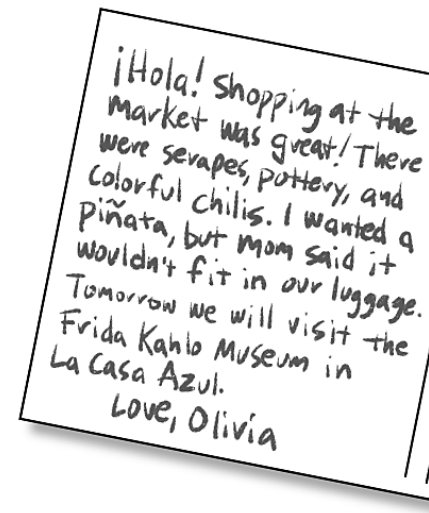 ¡Hola! Shopping at the
market was great! There
were serapes, pottery, and
colorful chilis. I wanted a
piñata, but mom said it
wouldn't fit in our luggage.
Tomorrow we will visit the
Frida Kahlo Museum in
La Casa Azul.
Love, Olivia